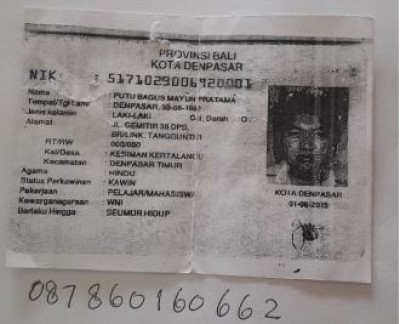 PROVINSI BALI
KOTA DENPASAR
NIK : 5171029006920001
Nama : PUTU BAGUS MAYUN PRATAMA
Tempat/Tgl Lahir : DENPASAR, 30-06-199
Jenis kelamin : LAKI-LAKI Gol. Darah : O
Alamat : JL. GEMITIR 36 DPS,
BR/LINK. TANGGUNTITI
RT/RW : 000/000
Kel/Desa : KESIMAN KERTALANGU
Kecamatan : DENPASAR TIMUR
Agama : HINDU
Status Perkawinan : KAWIN
Pekerjaan : PELAJAR/MAHASISWA
Kewarganegaraan : WNI
Berlaku Hingga : SEUMUR HIDUP
KOTA DENPASAR
01-06-2015
087860160662